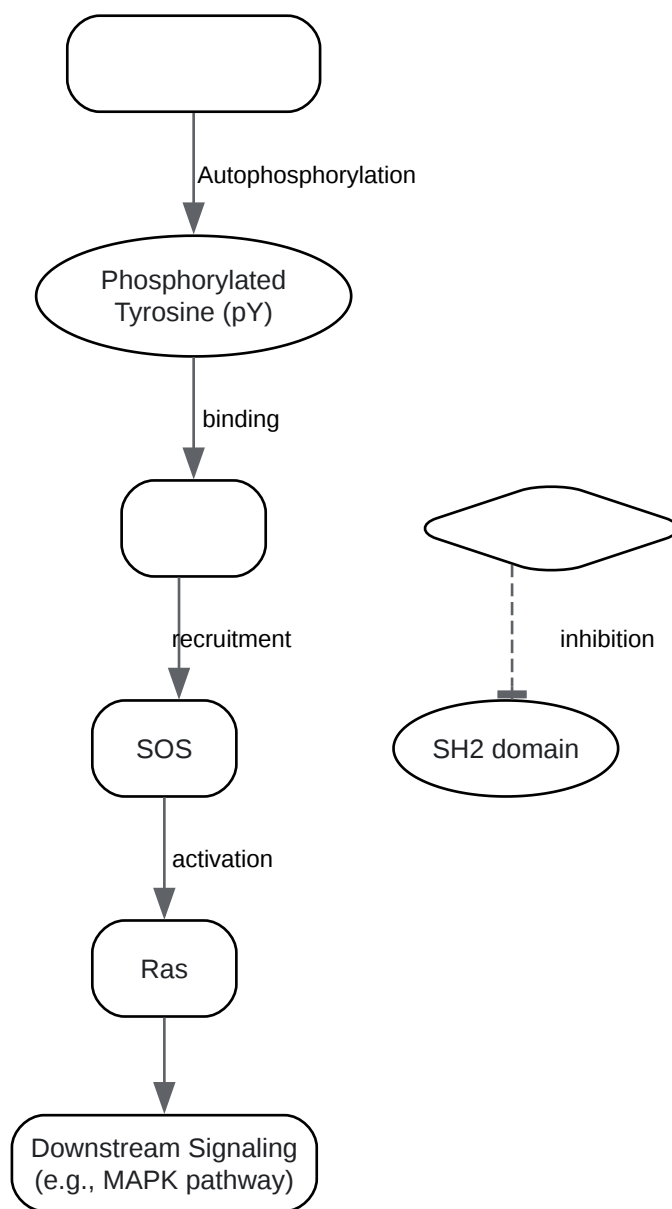 Autophosphorylation
Phosphorylated
Tyrosine (pY)
binding
recruitment
inhibition
SOS
SH2 domain
activation
Ras
Downstream Signaling
(e.g., MAPK pathway)